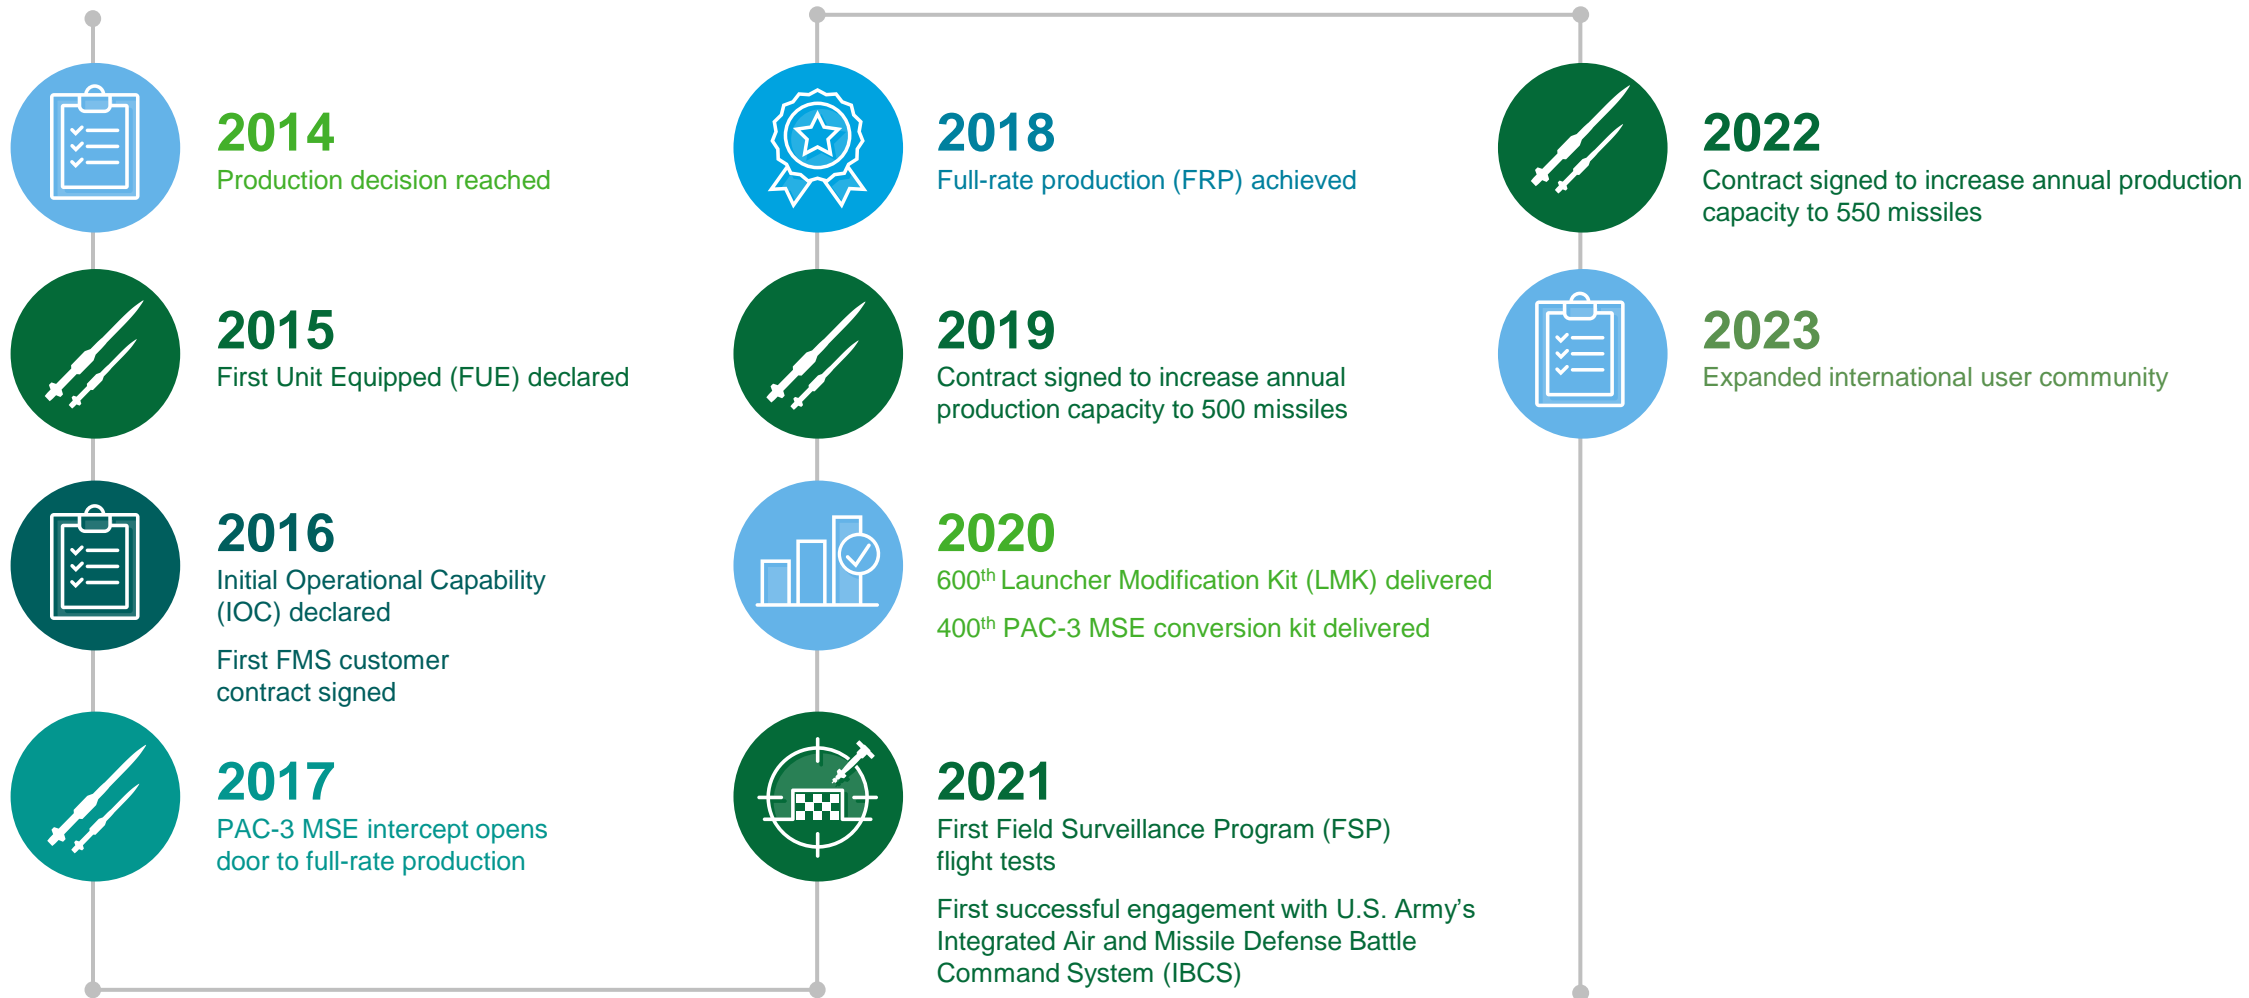 2014
Production decision reached
2015
First Unit Equipped (FUE) declared
2016
Initial Operational Capability
(IOC) declared
First FMS customer
contract signed
2017
PAC-3 MSE intercept opens
door to full-rate production
2018
Full-rate production (FRP) achieved
2019
Contract signed to increase annual
production capacity to 500 missiles
2020
600th Launcher Modification Kit (LMK) delivered
400th PAC-3 MSE conversion kit delivered
2021
First Field Surveillance Program (FSP)
flight tests
First successful engagement with U.S. Army’s
Integrated Air and Missile Defense Battle
Command System (IBCS)
2022
Contract signed to increase annual production
capacity to 550 missiles
2023
Expanded international user community